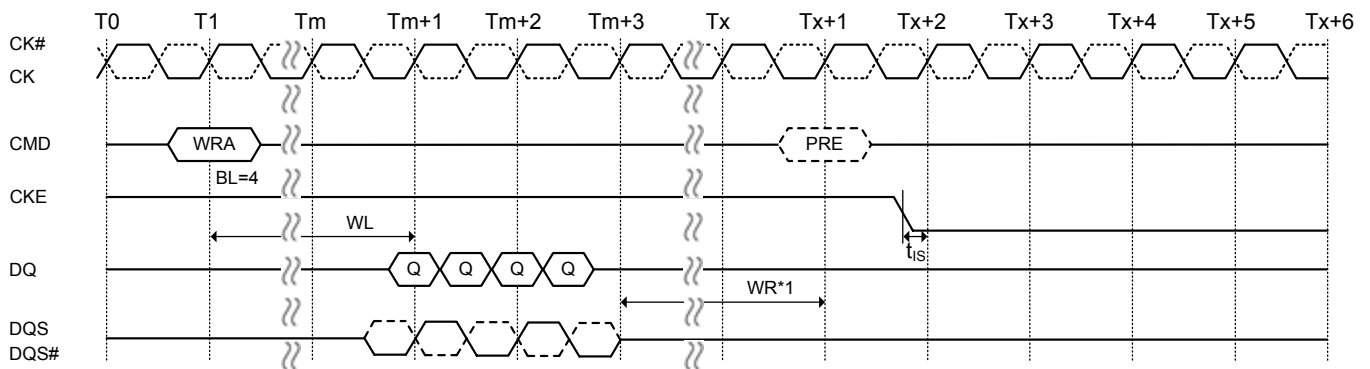 T0 T1 Tm Tm+1 Tm+2 Tm+3 Tx Tx+1 Tx+2 Tx+3 Tx+4 Tx+5 Tx+6
CK#
CK
CMD WRA PRE
BL=4
CKE
WL
tIS
DQ Q Q Q Q
WR*1
DQS
DQS#